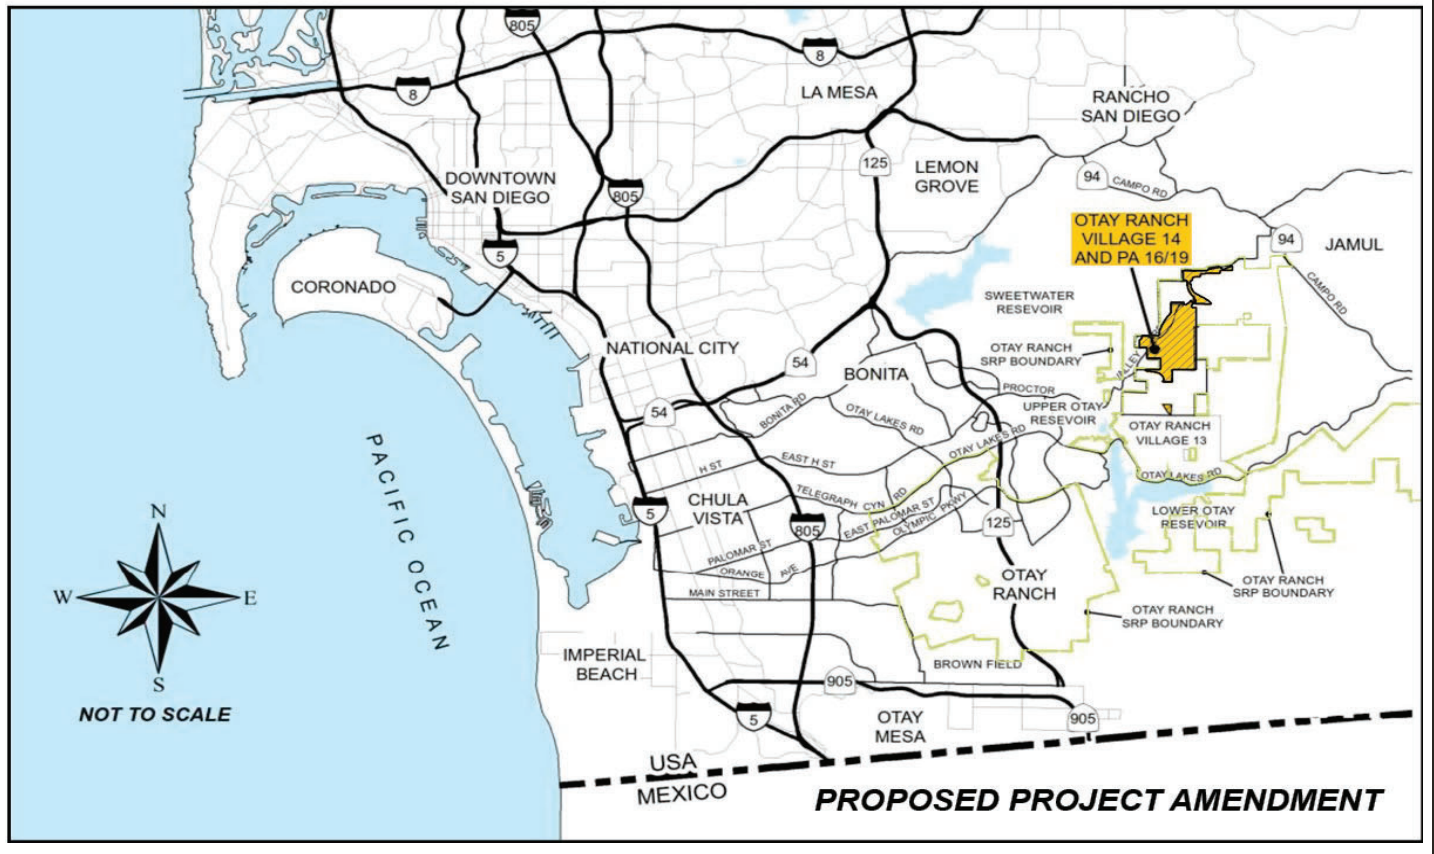 805
8
8
LA MESA
RANCHO
SAN DIEGO
125
LEMON
GROVE
94
CAMPO RD
DOWNTOWN
SAN DIEGO
805
5
OTAY RANCH
VILLAGE 14
AND PA 16/19
94
JAMUL
CAMPO RD
CORONADO
SWEETWATER
RESEVOIR
OTAY RANCH
SRP BOUNDARY
VALLEY
NATIONAL CITY
54
BONITA
PROCTOR
54
BONITA RD
OTAY LAKES RD
UPPER OTAY
RESEVOIR
OTAY RANCH
VILLAGE 13
OTAY LAKES RD
OTAY LAKES RD
PACIFIC OCEAN
H ST
EAST H ST
TELEGRAPH CYN RD
CHULA
VISTA
5
805
EAST PALOMAR ST
OLYMPIC PKWY
125
LOWER OTAY
RESEVOIR
PALOMAR ST
ORANGE AVE
MAIN STREET
OTAY
RANCH
OTAY RANCH
SRP BOUNDARY
OTAY RANCH
SRP BOUNDARY
N
W
E
S
NOT TO SCALE
IMPERIAL
BEACH
BROWN FIELD
905
5
OTAY
MESA
905
USA
MEXICO
PROPOSED PROJECT AMENDMENT